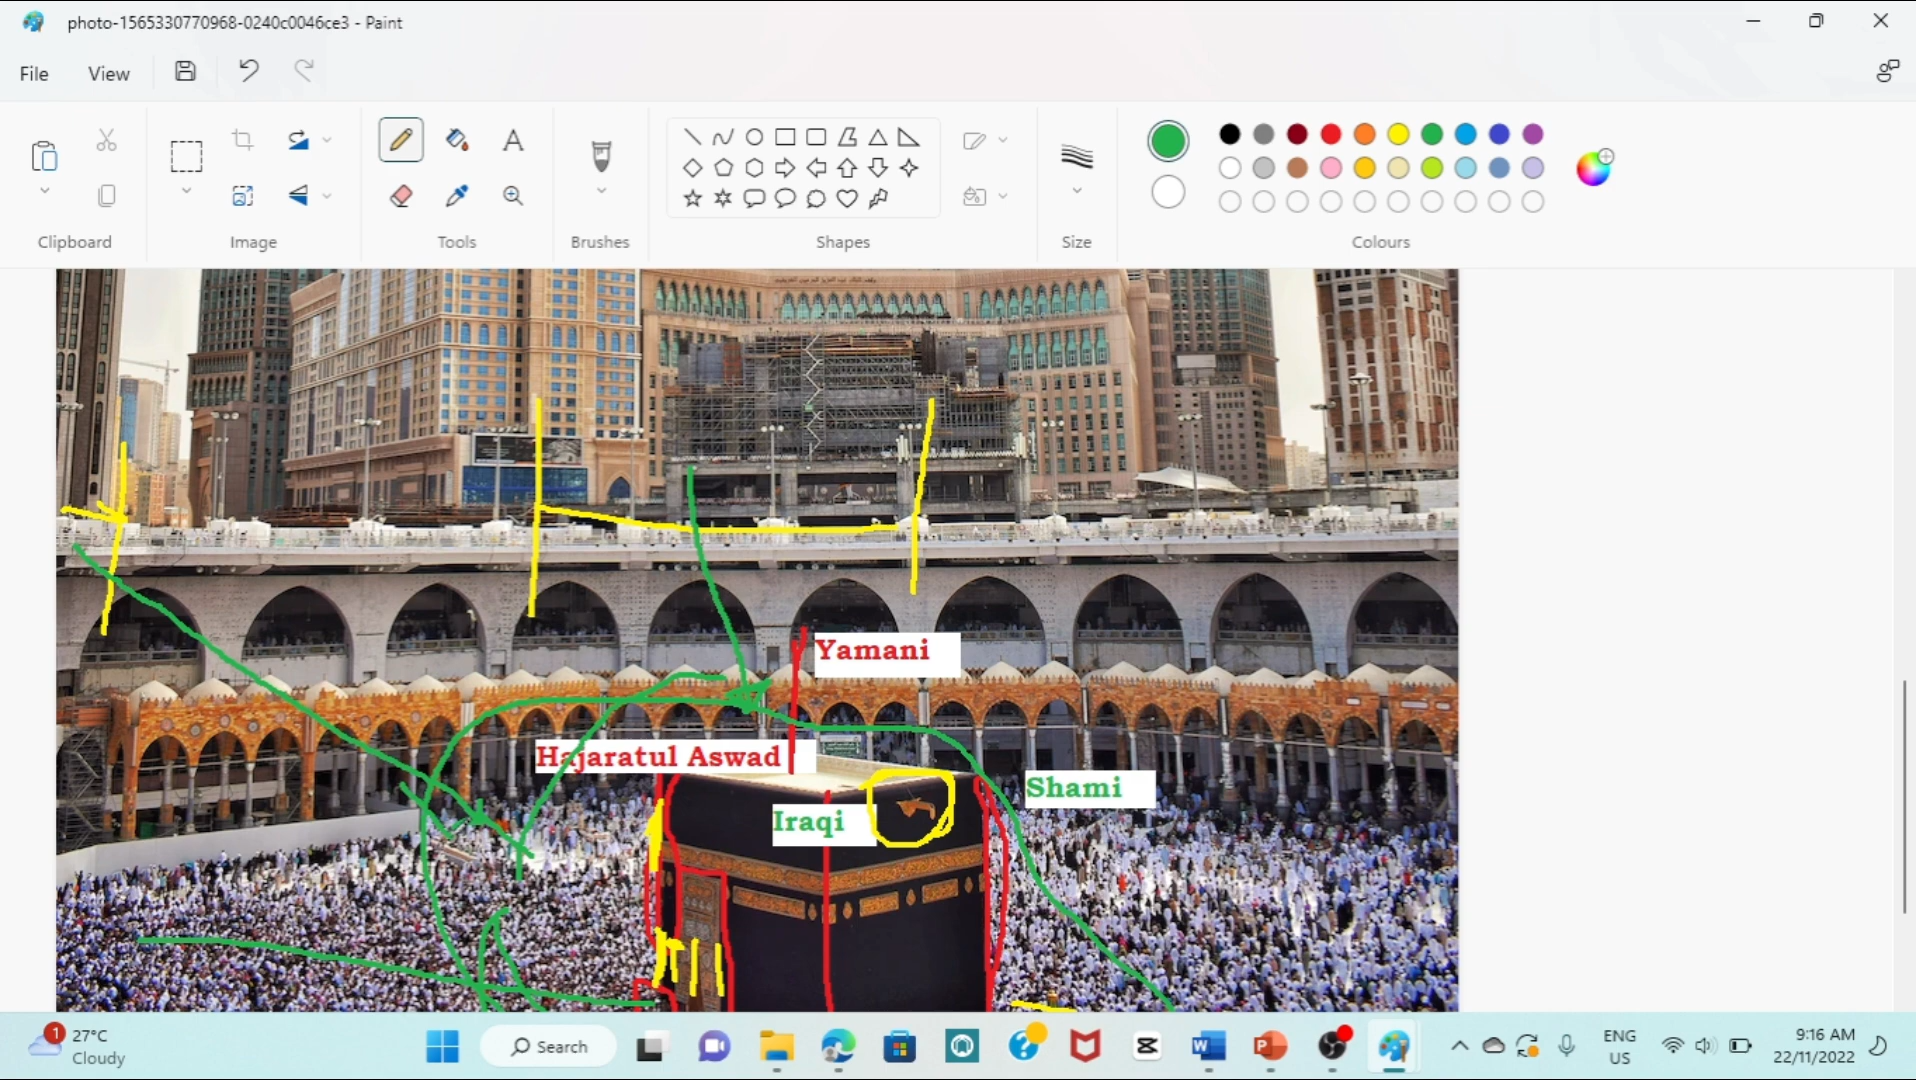 photo-1565330770968-0240c0046ce3 - Paint
File
View
Clipboard
Image
Tools
Brushes
Shapes
Size
Colours
Yamani
Hajaratul Aswad
Shami
Iraqi
1
27°C
Cloudy
Search
ENG
US
9:16 AM
22/11/2022